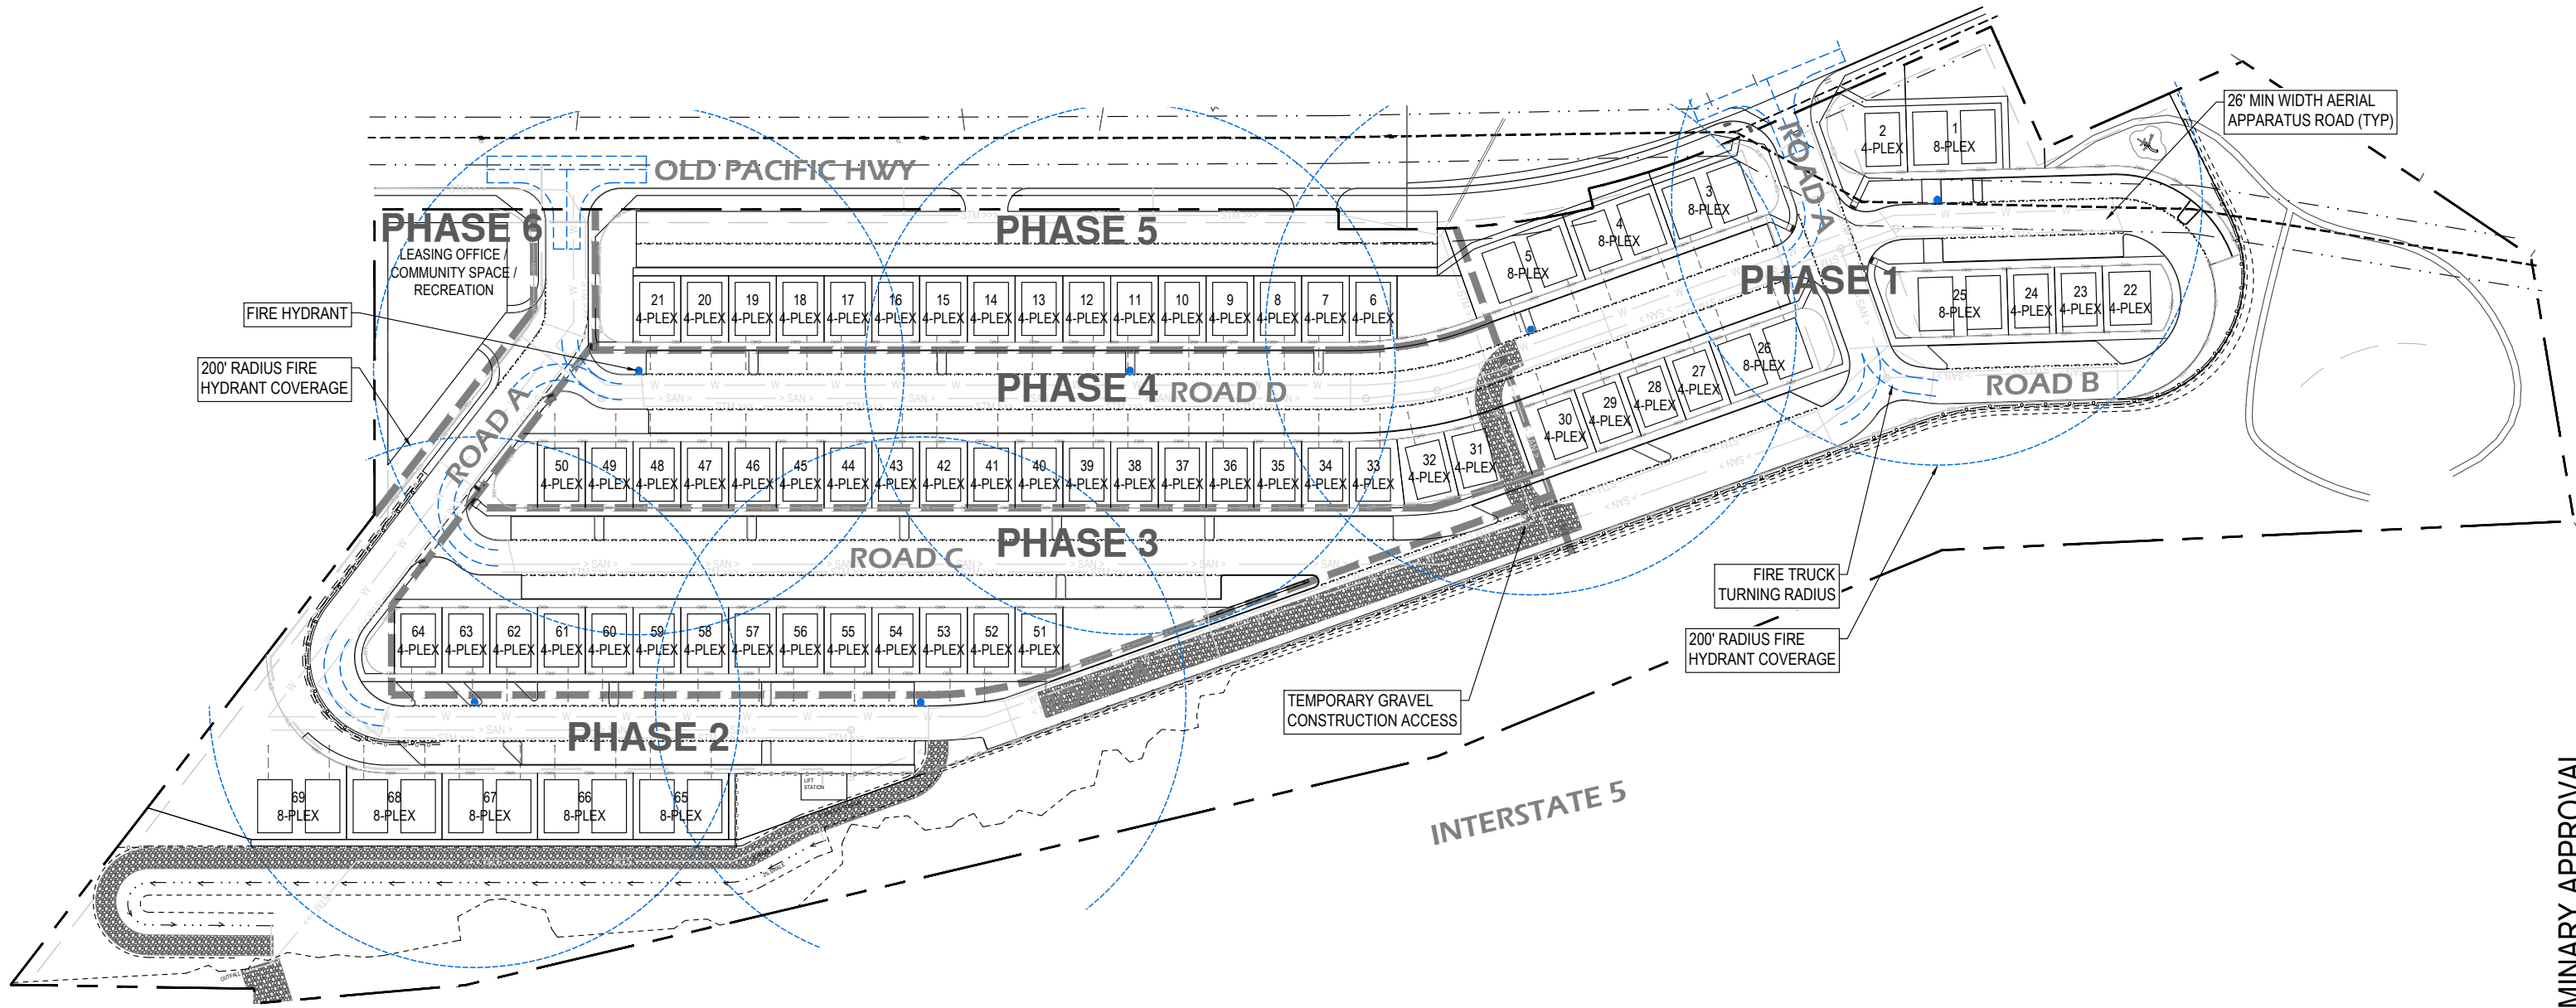 26' MIN WIDTH AERIAL
APPARATUS ROAD (TYP)
OLD PACIFIC HWY
ROAD A
2
4-PLEX
1
8-PLEX
3
8-PLEX
4
8-PLEX
5
8-PLEX
PHASE 6
LEASING OFFICE /
COMMUNITY SPACE /
RECREATION
PHASE 5
PHASE 1
21
4-PLEX
20
4-PLEX
19
4-PLEX
18
4-PLEX
17
4-PLEX
16
4-PLEX
15
4-PLEX
14
4-PLEX
13
4-PLEX
12
4-PLEX
11
4-PLEX
10
4-PLEX
9
4-PLEX
8
4-PLEX
7
4-PLEX
6
4-PLEX
25
8-PLEX
24
4-PLEX
23
4-PLEX
22
4-PLEX
FIRE HYDRANT
200' RADIUS FIRE
HYDRANT COVERAGE
26
8-PLEX
27
4-PLEX
28
4-PLEX
29
4-PLEX
30
4-PLEX
PHASE 4
ROAD D
ROAD B
ROAD A
50
4-PLEX
49
4-PLEX
48
4-PLEX
47
4-PLEX
46
4-PLEX
45
4-PLEX
44
4-PLEX
43
4-PLEX
42
4-PLEX
41
4-PLEX
40
4-PLEX
39
4-PLEX
38
4-PLEX
37
4-PLEX
36
4-PLEX
35
4-PLEX
34
4-PLEX
33
4-PLEX
32
4-PLEX
31
4-PLEX
PHASE 3
ROAD C
FIRE TRUCK
TURNING RADIUS
200' RADIUS FIRE
HYDRANT COVERAGE
64
4-PLEX
63
4-PLEX
62
4-PLEX
61
4-PLEX
60
4-PLEX
59
4-PLEX
58
4-PLEX
57
4-PLEX
56
4-PLEX
55
4-PLEX
54
4-PLEX
53
4-PLEX
52
4-PLEX
51
4-PLEX
TEMPORARY GRAVEL
CONSTRUCTION ACCESS
PHASE 2
LIFT
STATION
69
8-PLEX
68
8-PLEX
67
8-PLEX
66
8-PLEX
65
8-PLEX
INTERSTATE 5
OUTFALL
MINARY APPROVAL